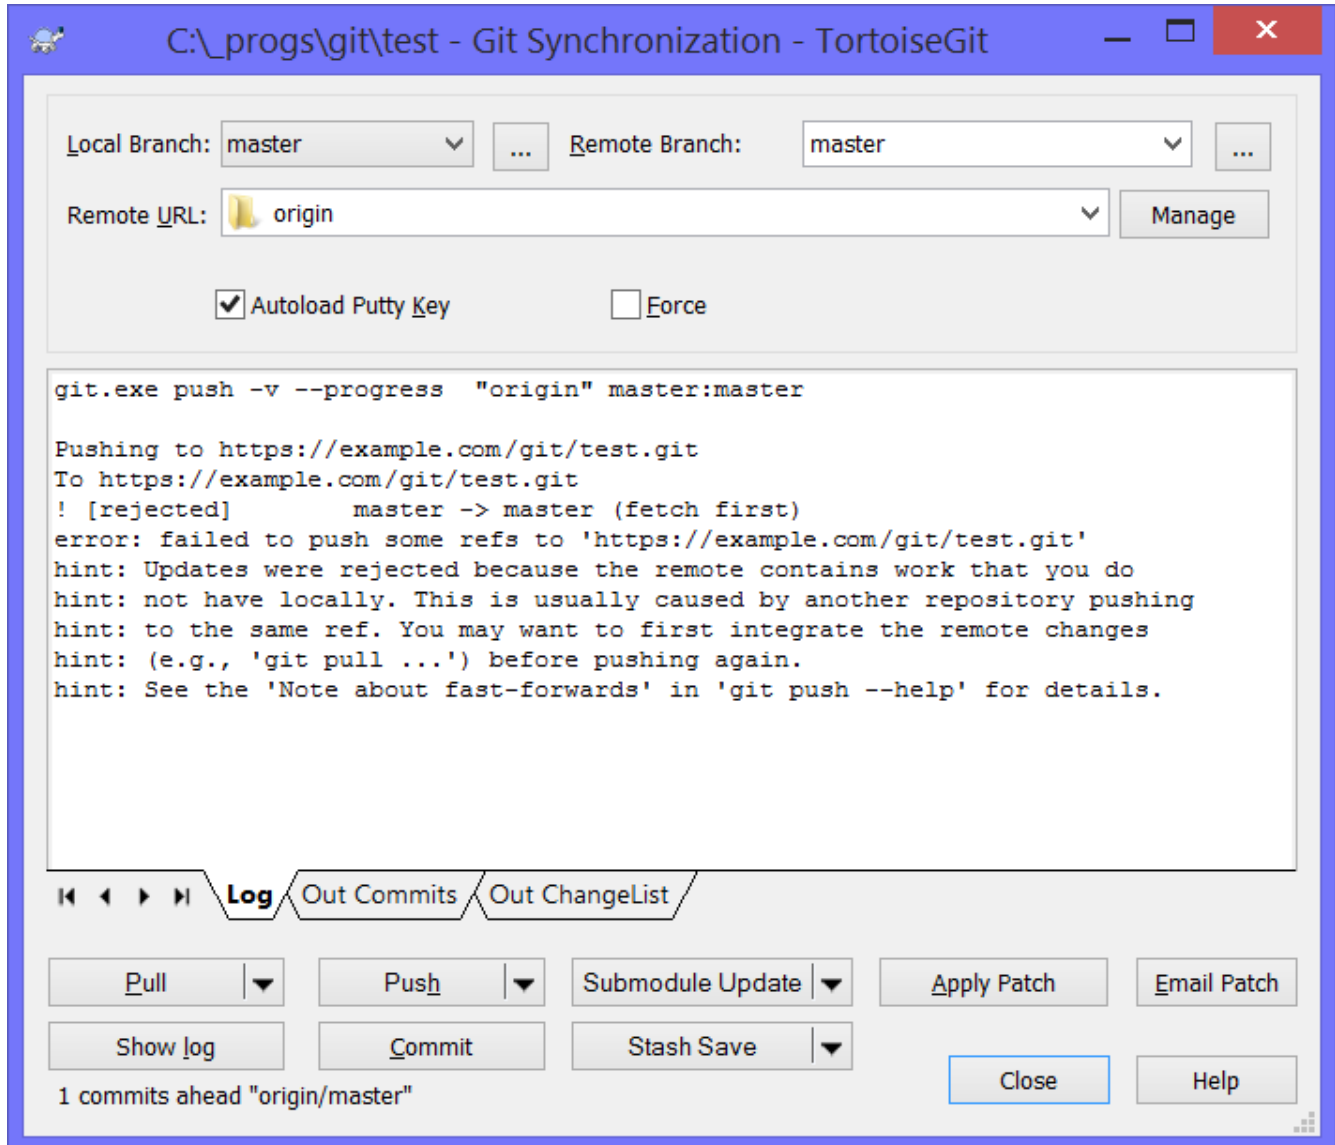 C:\_progs\git\test - Git Synchronization - TortoiseGit
Local Branch: master ... Remote Branch: master ...
Remote URL: origin Manage
Autoload Putty Key Force
git.exe push -v --progress  "origin" master:master
Pushing to https://example.com/git/test.git
To https://example.com/git/test.git
! [rejected]        master -> master (fetch first)
error: failed to push some refs to 'https://example.com/git/test.git'
hint: Updates were rejected because the remote contains work that you do
hint: not have locally. This is usually caused by another repository pushing
hint: to the same ref. You may want to first integrate the remote changes
hint: (e.g., 'git pull ...') before pushing again.
hint: See the 'Note about fast-forwards' in 'git push --help' for details.
Log Out Commits Out ChangeList
Pull Push Submodule Update Apply Patch Email Patch
Show log Commit Stash Save
Close Help
1 commits ahead "origin/master"